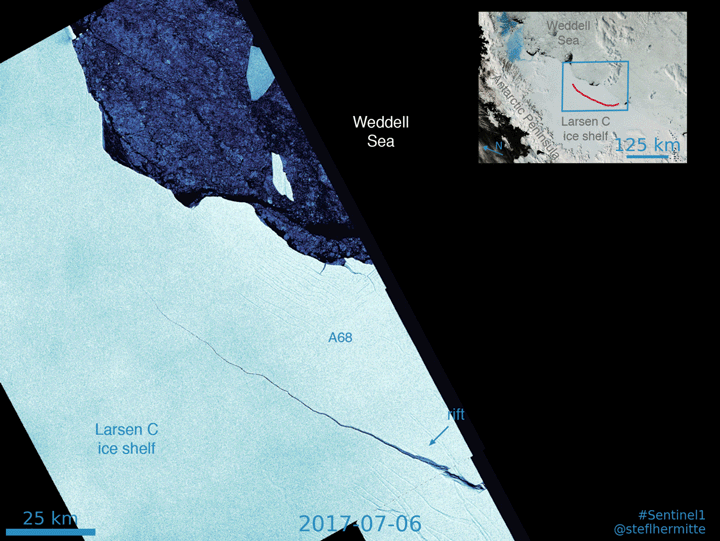 Weddell
Sea
Antarctic Peninsula
Larsen C
ice shelf
125 km
N
Weddell
Sea
A68
rift
Larsen C
ice shelf
25 km
2017-07-06
#Sentinel1
@steflhermitte